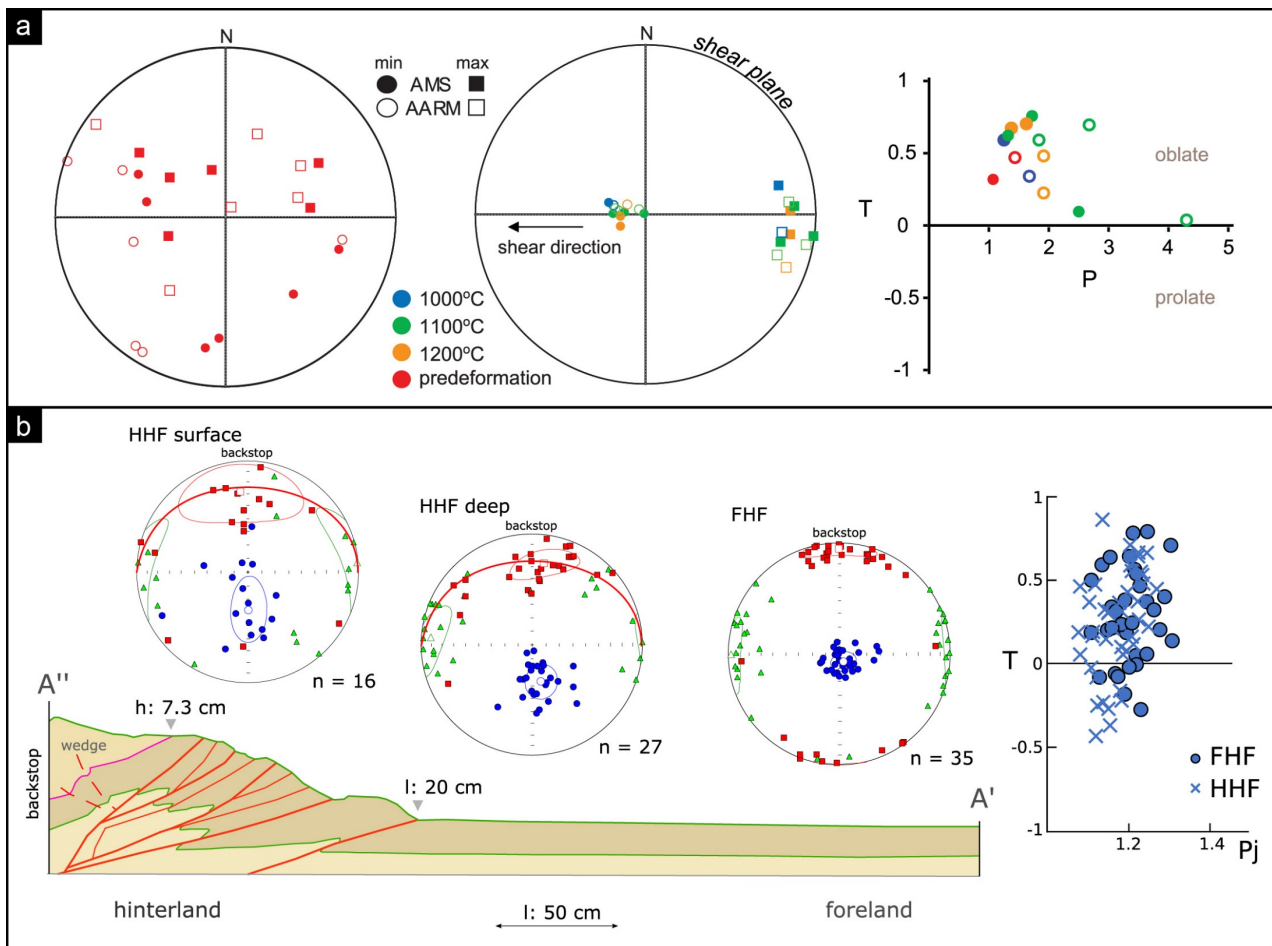 a
N
min max
AMS
AARM
N
shear plane
shear direction
1000ºC
1100ºC
1200ºC
predeformation
1
0.5
T 0
-0.5
-1
1 2 3 4 5
P
oblate
prolate
b
HHF surface
backstop
n = 16
HHF deep
backstop
n = 27
FHF
backstop
n = 35
A''
h: 7.3 cm
wedge
backstop
l: 20 cm
A'
hinterland
l: 50 cm
foreland
1
0.5
T 0
-0.5
-1
1.2 1.4
Pj
FHF
HHF